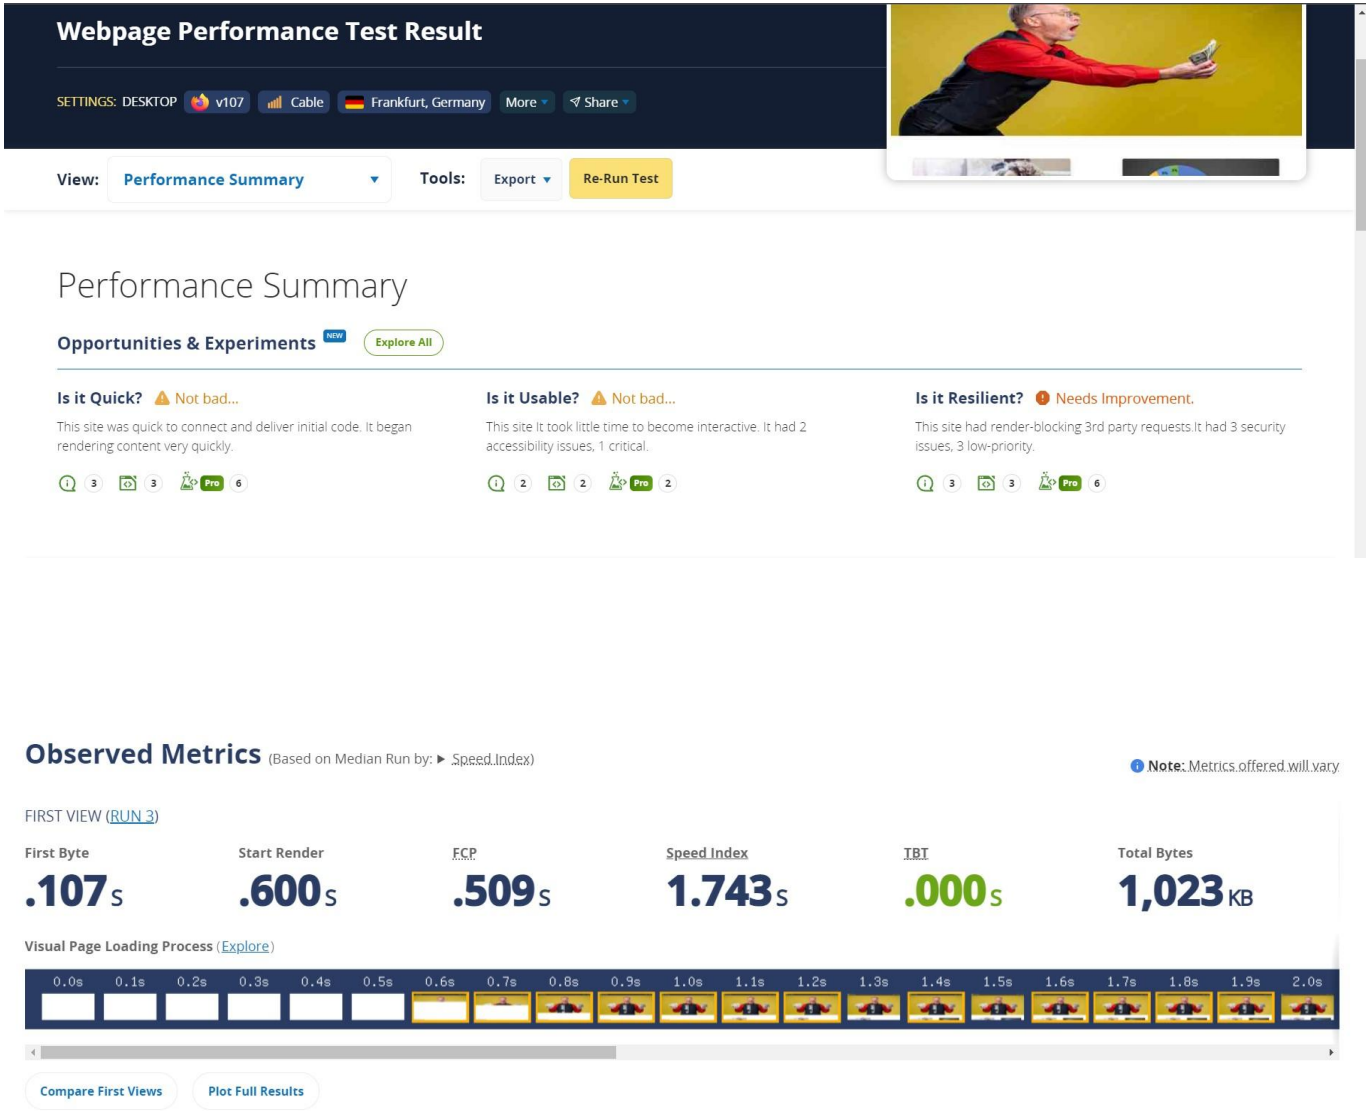 Webpage Performance Test Result
SETTINGS: DESKTOP v107 Cable Frankfurt, Germany More Share
View: Performance Summary Tools: Export Re-Run Test
Performance Summary
Opportunities & Experiments NEW Explore All
Is it Quick? Not bad...
This site was quick to connect and deliver initial code. It began
rendering content very quickly.
3 3 Pro 6
Is it Usable? Not bad...
This site It took little time to become interactive. It had 2
accessibility issues, 1 critical.
2 2 Pro 2
Is it Resilient? Needs Improvement.
This site had render-blocking 3rd party requests.It had 3 security
issues, 3 low-priority.
3 3 Pro 6
Observed Metrics (Based on Median Run by: ▶ Speed Index)
Note: Metrics offered will vary
FIRST VIEW (RUN 3)
First Byte Start Render FCP Speed Index TBT Total Bytes
.107 s .600 s .509 s 1.743 s .000 s 1,023 KB
Visual Page Loading Process (Explore)
0.0s 0.1s 0.2s 0.3s 0.4s 0.5s 0.6s 0.7s 0.8s 0.9s 1.0s 1.1s 1.2s 1.3s 1.4s 1.5s 1.6s 1.7s 1.8s 1.9s 2.0s
Compare First Views Plot Full Results